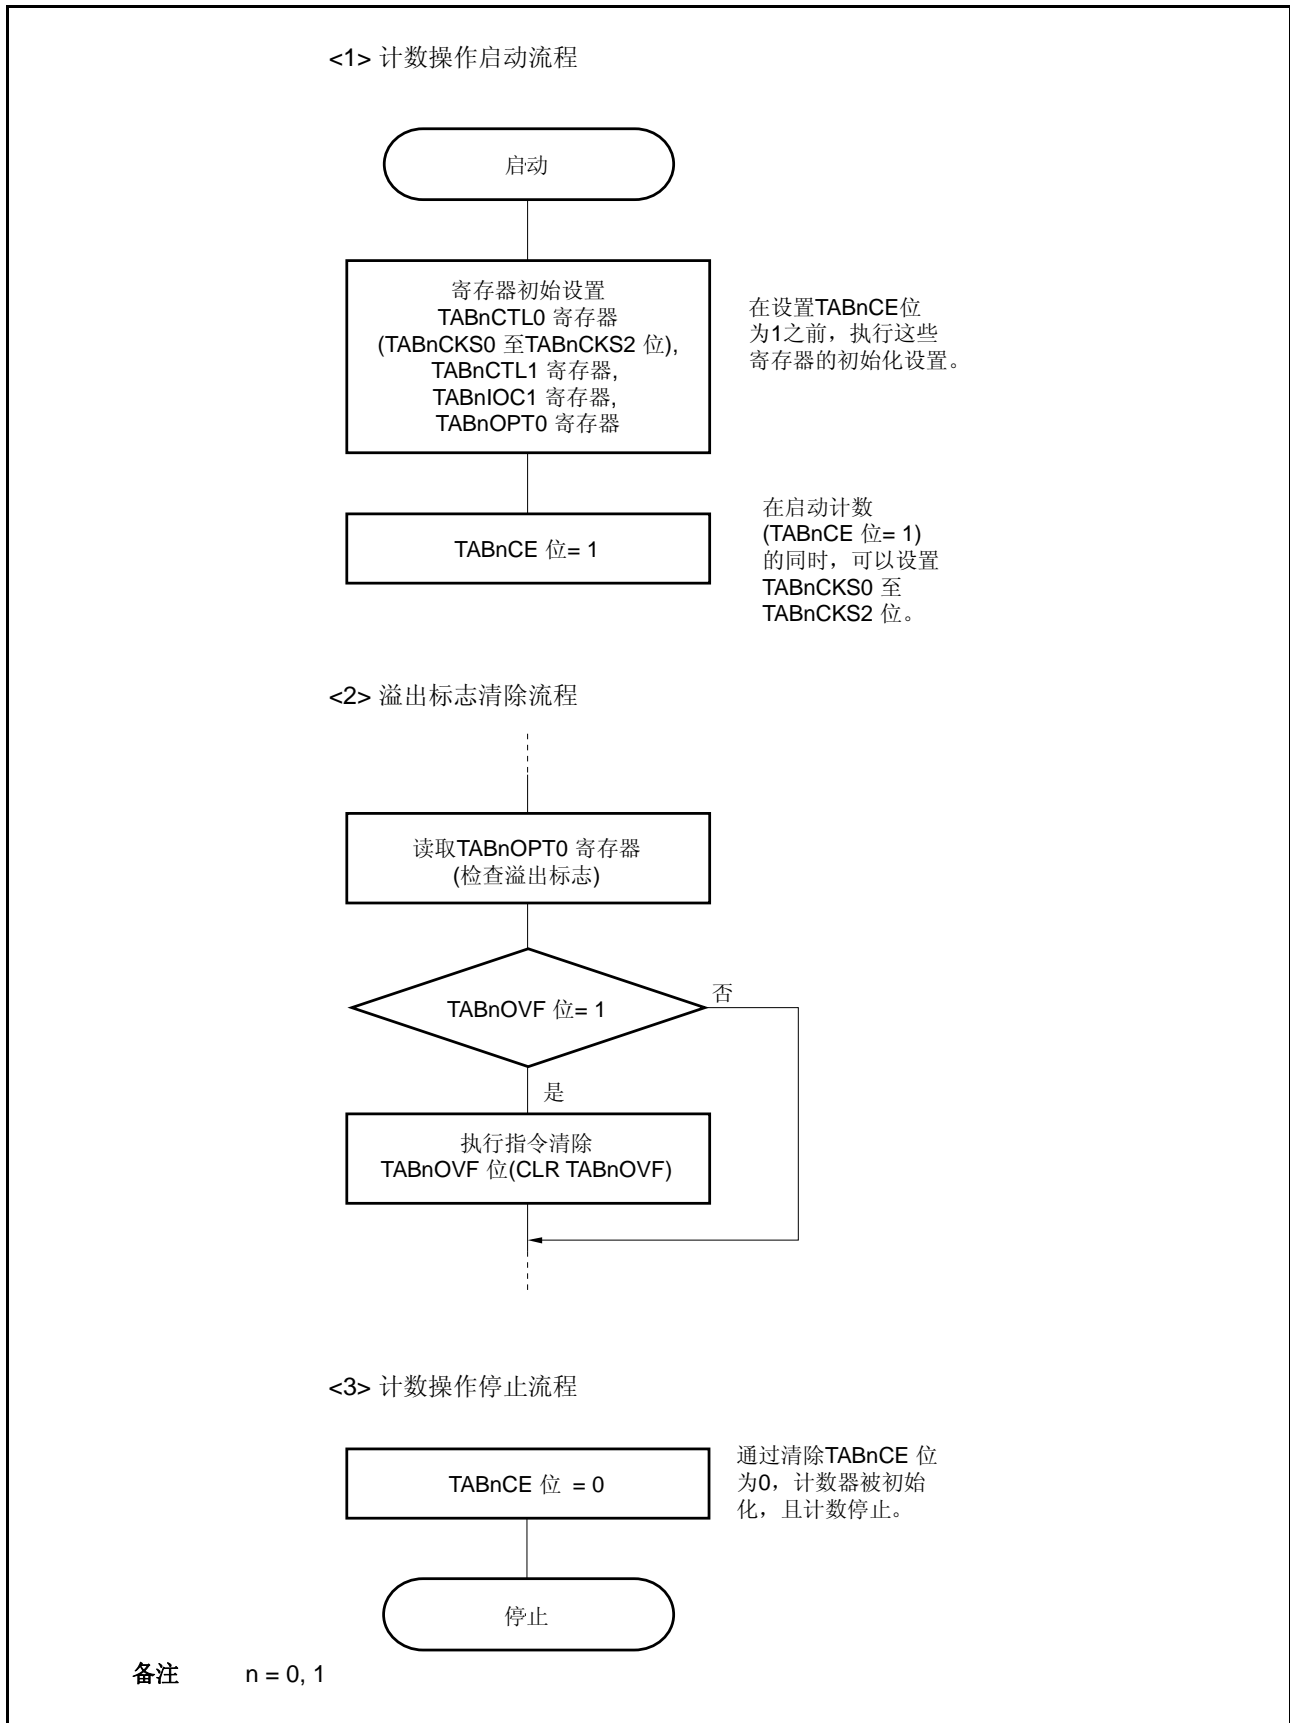 <1> 计数操作启动流程
启动
寄存器初始设置
TABnCTL0 寄存器
(TABnCKS0 至TABnCKS2 位),
TABnCTL1 寄存器,
TABnIOC1 寄存器,
TABnOPT0 寄存器
在设置TABnCE位
为1之前，执行这些
寄存器的初始化设置。
TABnCE 位= 1
在启动计数
(TABnCE 位= 1)
的同时，可以设置
TABnCKS0 至
TABnCKS2 位。
<2> 溢出标志清除流程
读取TABnOPT0 寄存器
(检查溢出标志)
TABnOVF 位= 1
否
是
执行指令清除
TABnOVF 位(CLR TABnOVF)
<3> 计数操作停止流程
TABnCE 位 = 0
通过清除TABnCE 位
为0，计数器被初始
化，且计数停止。
停止
备注 n = 0, 1